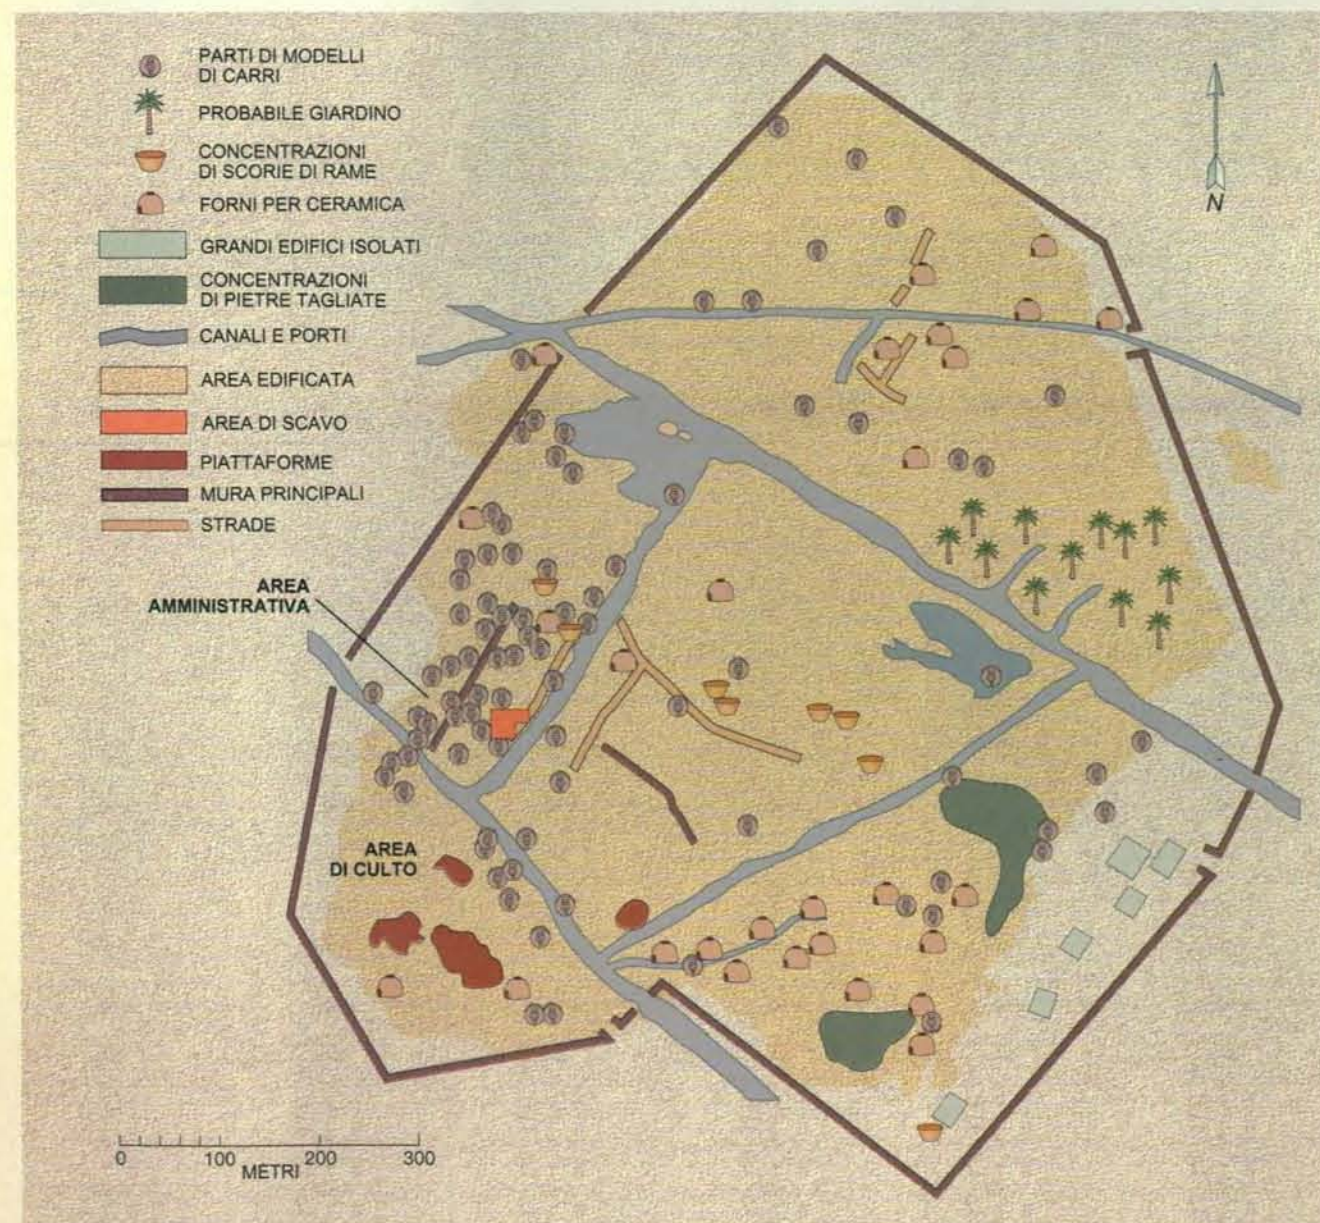 PARTI DI MODELLI
DI CARRI
PROBABILE GIARDINO
CONCENTRAZIONI
DI SCORIE DI RAME
FORNI PER CERAMICA
GRANDI EDIFICI ISOLATI
CONCENTRAZIONI
DI PIETRE TAGLIATE
CANALI E PORTI
AREA EDIFICATA
AREA DI SCAVO
PIATTAFORME
MURA PRINCIPALI
STRADE
N
AREA
AMMINISTRATIVA
AREA
DI CULTO
0 100 200 300
METRI